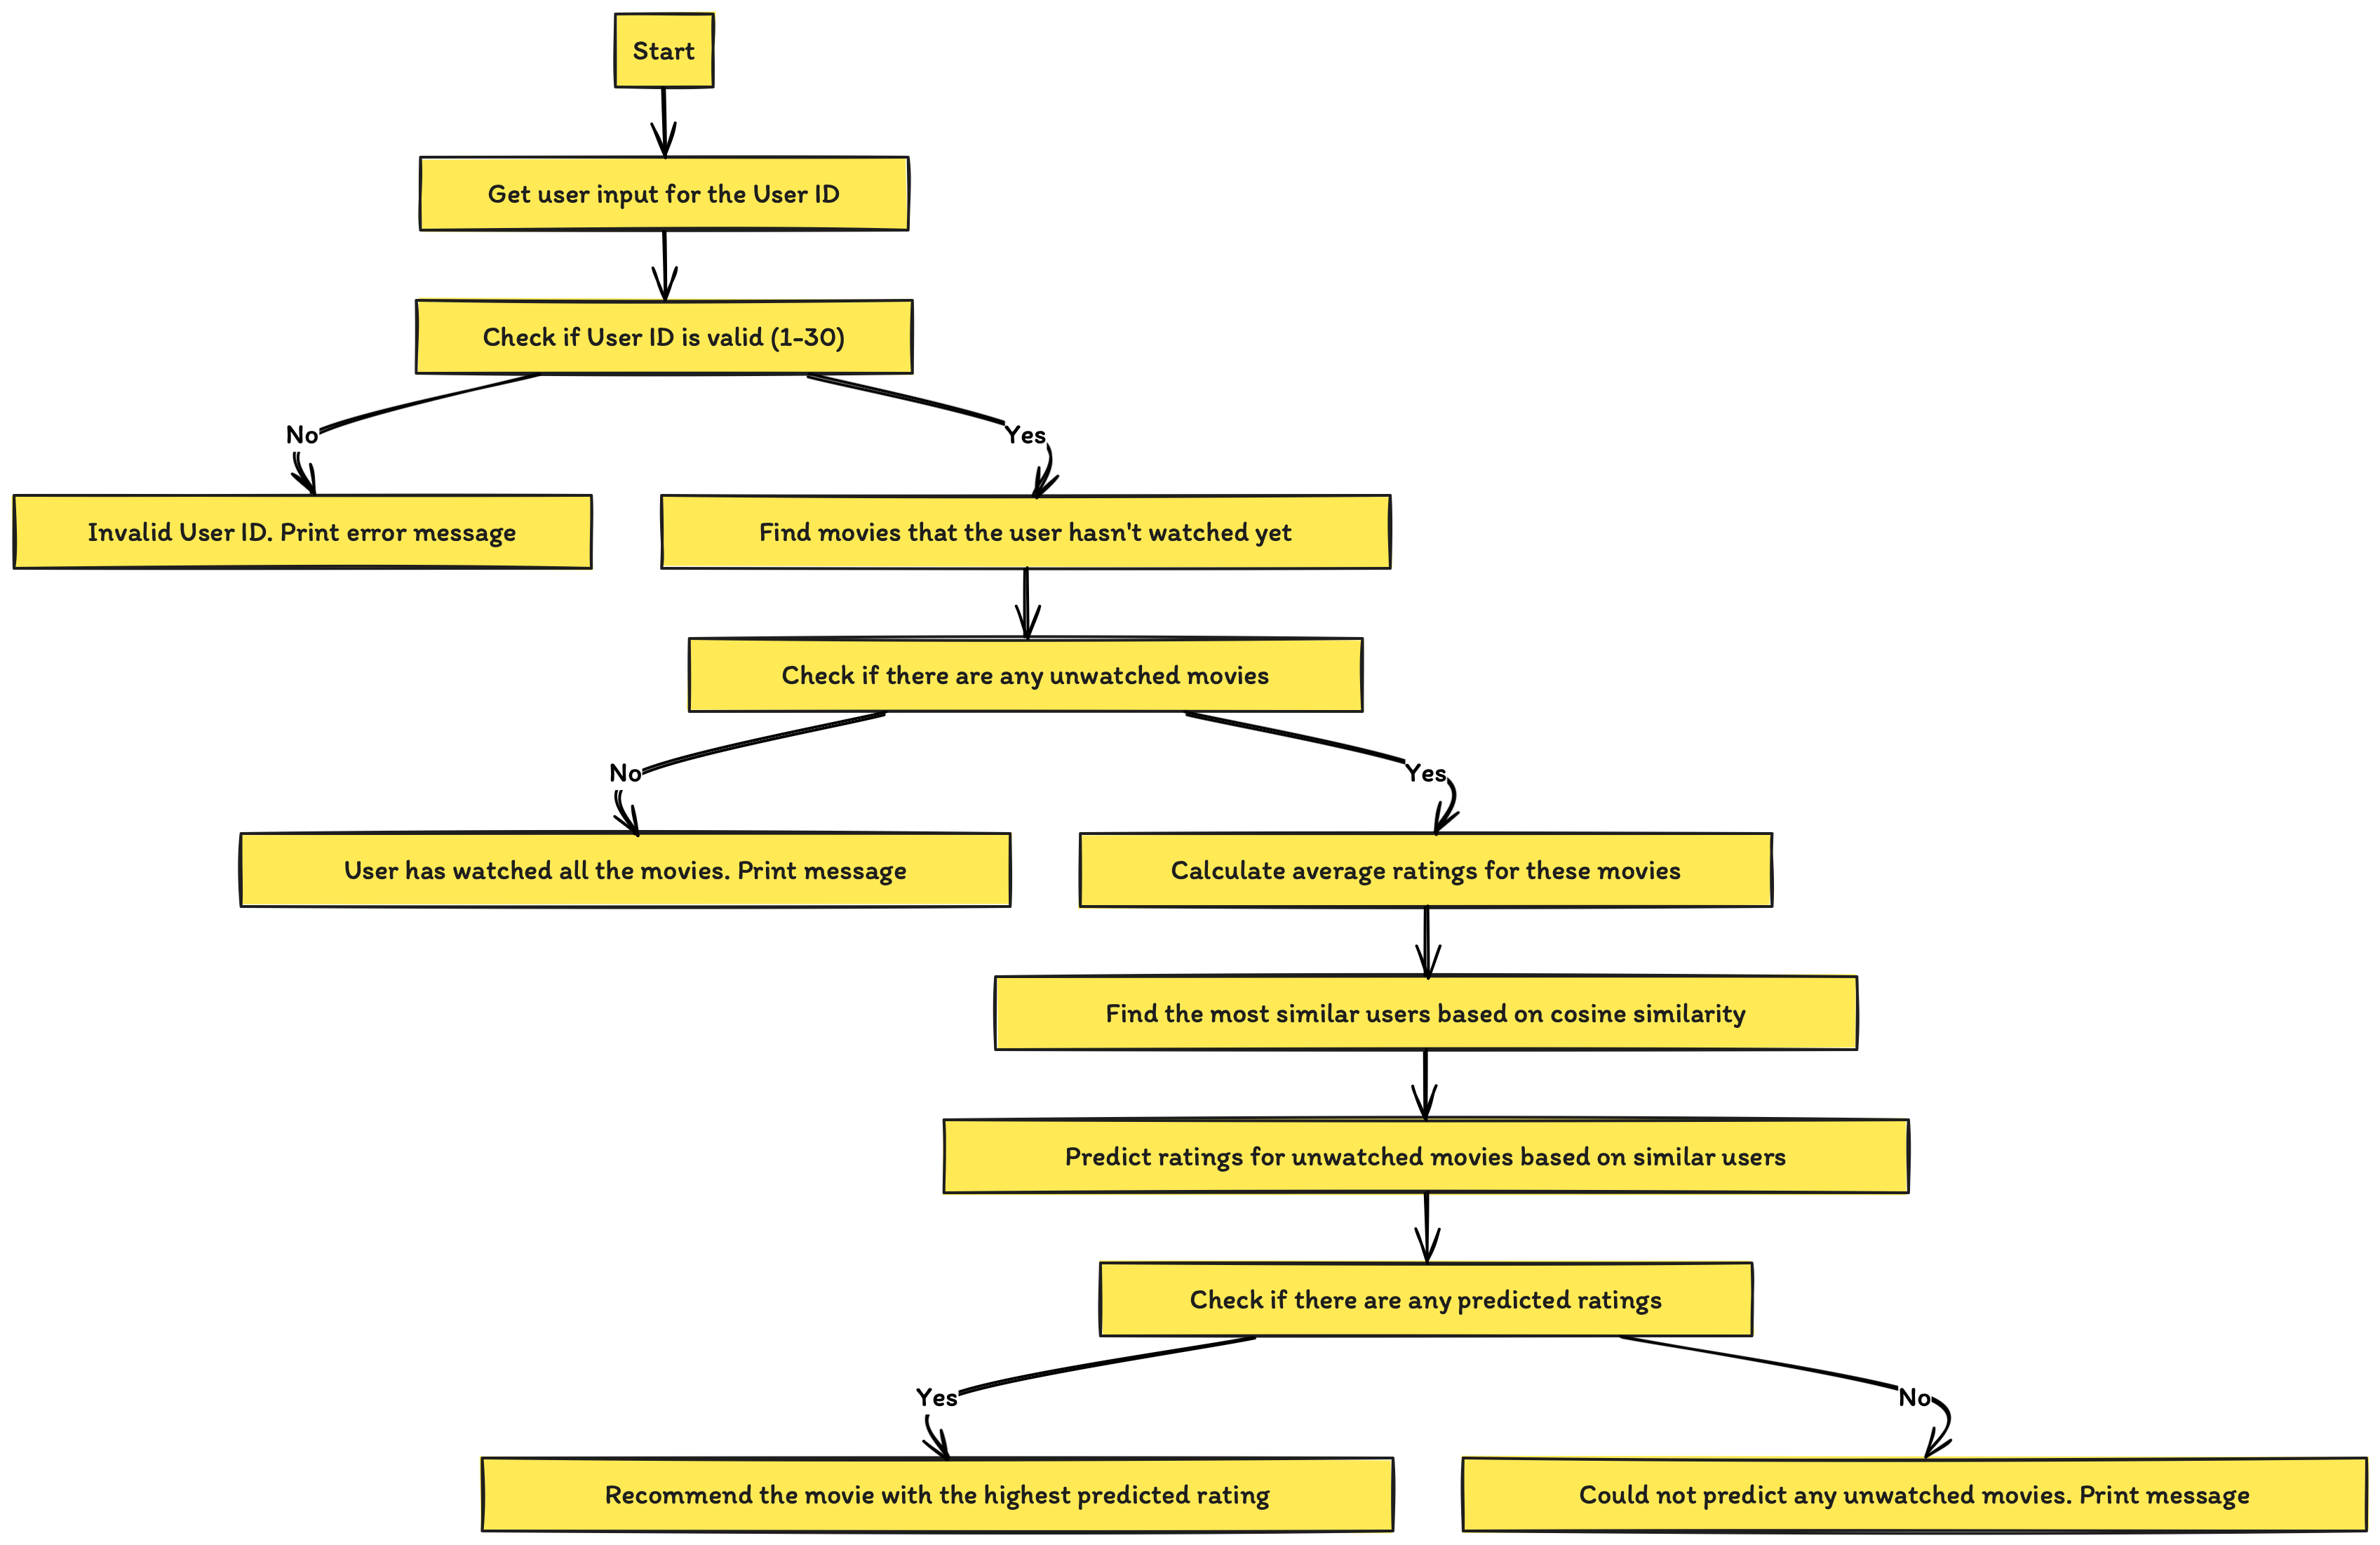 Start
Get user input for the User ID
Check if User ID is valid (1-30)
No
Yes
Invalid User ID. Print error message
Find movies that the user hasn't watched yet
Check if there are any unwatched movies
No
Yes
User has watched all the movies. Print message
Calculate average ratings for these movies
Find the most similar users based on cosine similarity
Predict ratings for unwatched movies based on similar users
Check if there are any predicted ratings
Yes
No
Recommend the movie with the highest predicted rating
Could not predict any unwatched movies. Print message